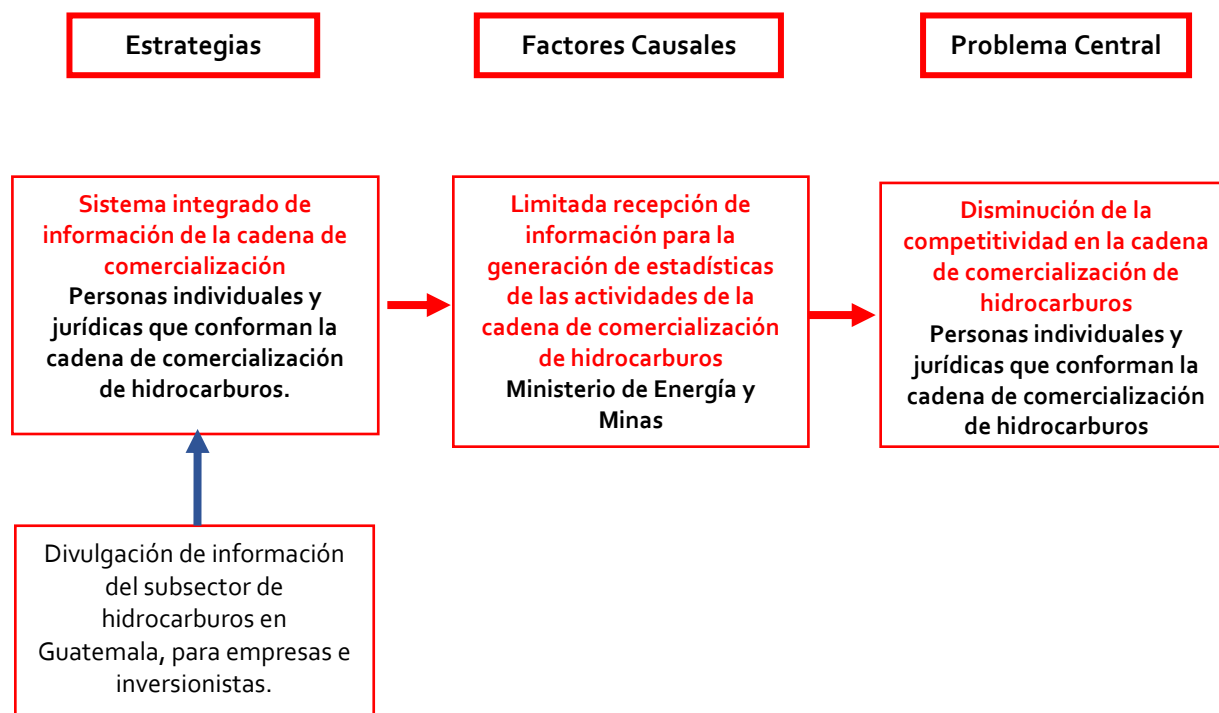 Estrategias
Factores Causales
Problema Central
Sistema integrado de
información de la cadena de
comercialización
Personas individuales y
jurídicas que conforman la
cadena de comercialización
de hidrocarburos.
Limitada recepción de
información para la
generación de estadísticas
de las actividades de la
cadena de comercialización
de hidrocarburos
Ministerio de Energía y
Minas
Disminución de la
competitividad en la cadena
de comercialización de
hidrocarburos
Personas individuales y
jurídicas que conforman la
cadena de comercialización
de hidrocarburos
Divulgación de información
del subsector de
hidrocarburos en
Guatemala, para empresas e
inversionistas.